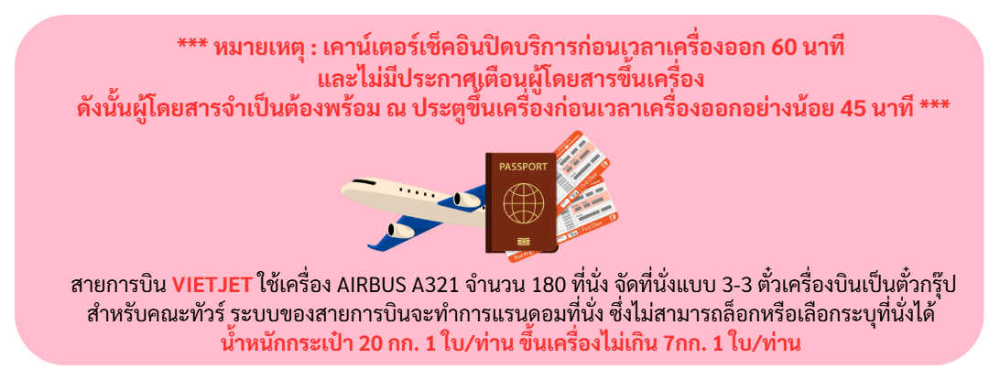 *** หมายเหตุ : เคาน์เตอร์เช็คอินปิดบริการก่อนเวลาเครื่องออก 60 นาที
และไม่มีประกาศเตือนผู้โดยสารขึ้นเครื่อง
ดังนั้นผู้โดยสารจำเป็นต้องพร้อม ณ ประตูขึ้นเครื่องก่อนเวลาเครื่องออกอย่างน้อย 45 นาที ***
PASSPORT
First Class
First Class
สายการบิน VIETJET ใช้เครื่อง AIRBUS A321 จำนวน 180 ที่นั่ง จัดที่นั่งแบบ 3-3 ตั๋วเครื่องบินเป็นตั๋วกรุ๊ป
สำหรับคณะทัวร์ ระบบของสายการบินจะทำการแรนดอมที่นั่ง ซึ่งไม่สามารถล็อกหรือเลือกระบุที่นั่งได้
น้ำหนักกระเป๋า 20 กก. 1 ใบ/ท่าน ขึ้นเครื่องไม่เกิน 7กก. 1 ใบ/ท่าน